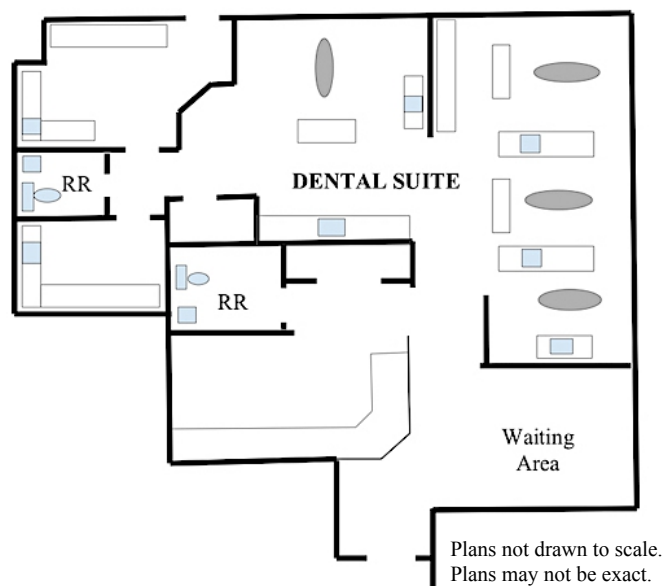 RR
DENTAL SUITE
RR
Waiting
Area
Plans not drawn to scale.
Plans may not be exact.